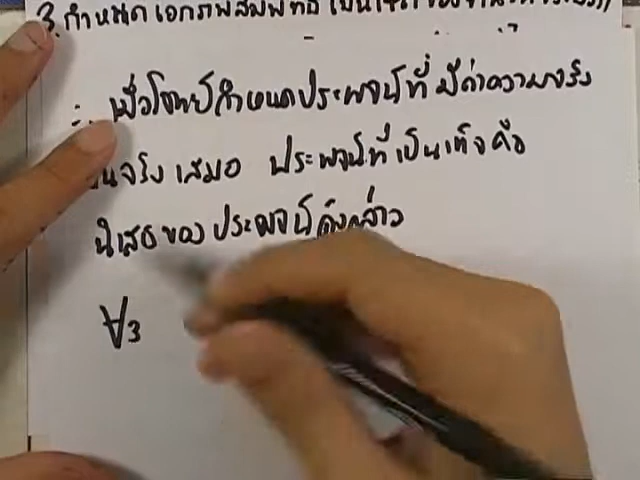 3. กำหนด เอกภพสัมพัทธ์ เป็น
∴ เมื่อโจทย์กำหนดประพจน์ที่ มีค่าความจริง
เป็นจริง เสมอ ประพจน์ที่เป็นเท็จ คือ
นิเสธ ของ ประพจน์ดังกล่าว
∀3